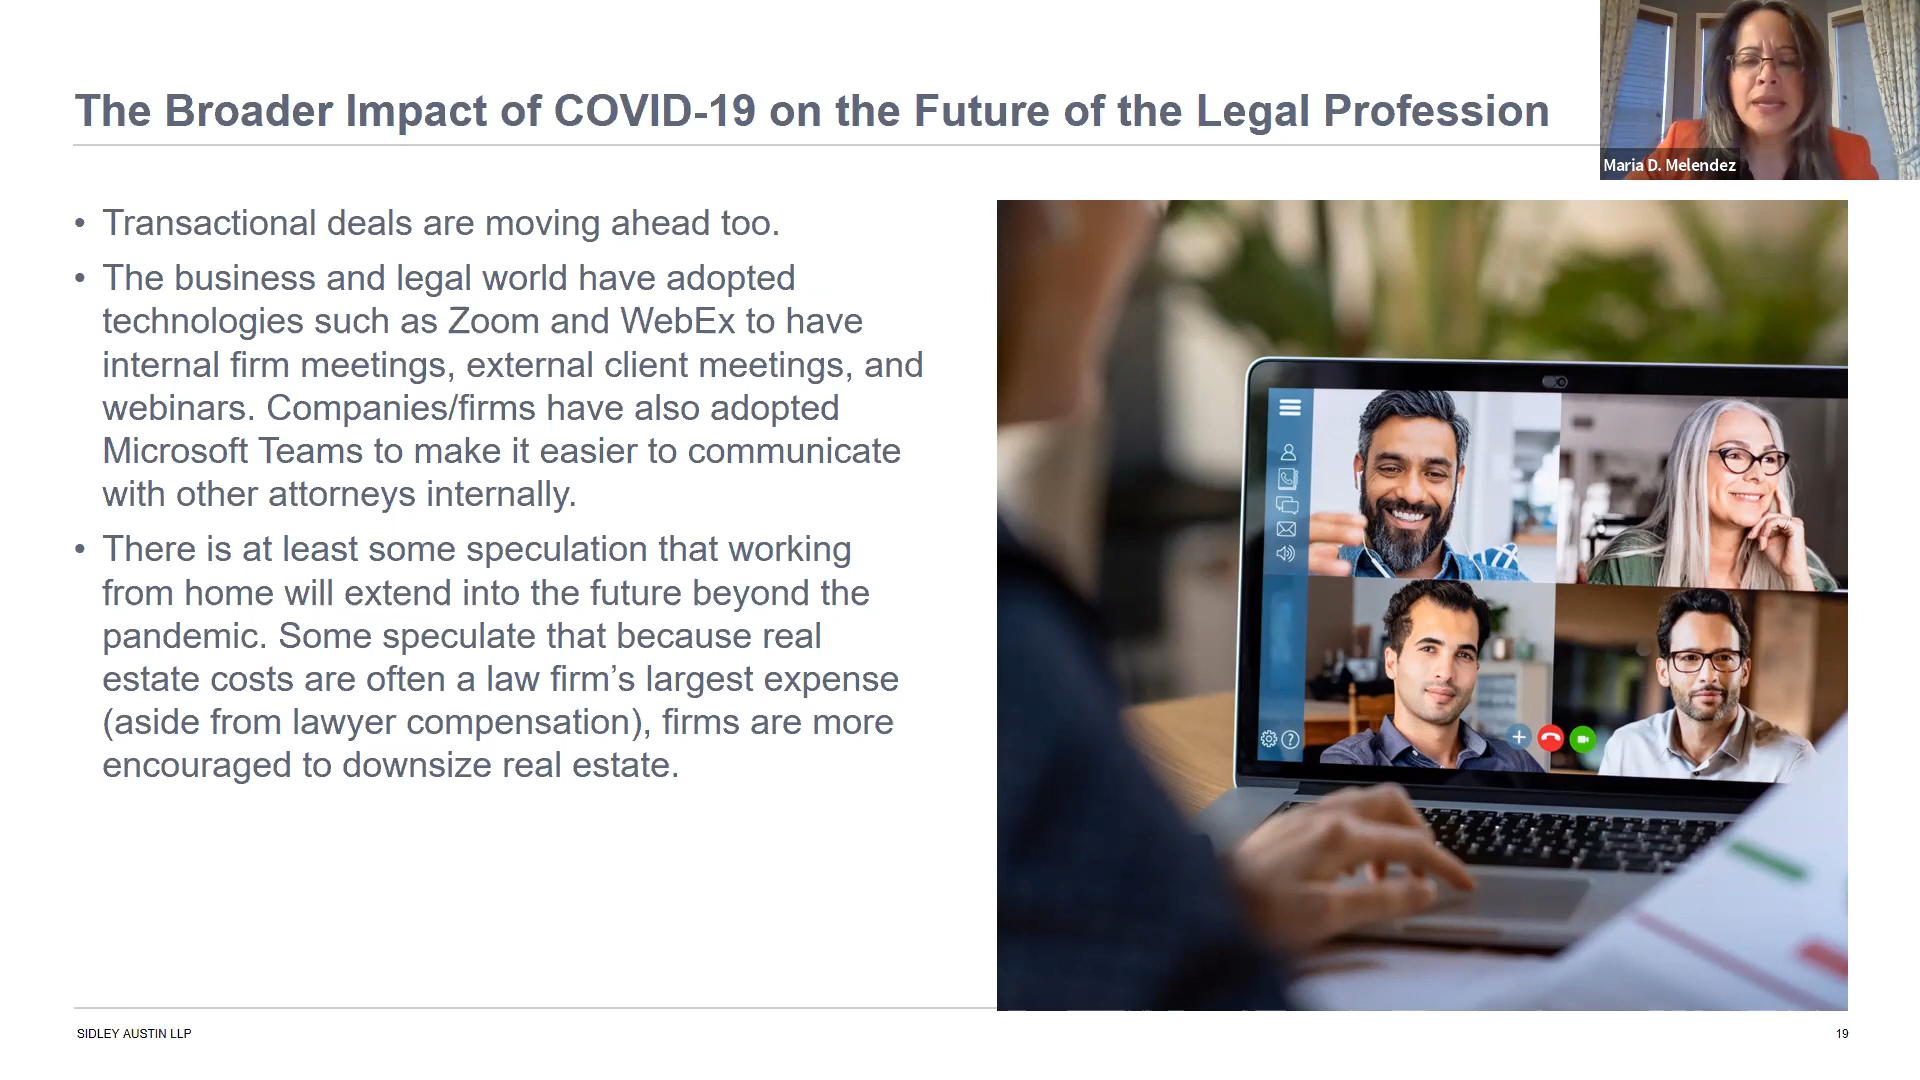 The Broader Impact of COVID-19 on the Future of the Legal Profession
Maria D. Melendez
• Transactional deals are moving ahead too.
• The business and legal world have adopted
technologies such as Zoom and WebEx to have
internal firm meetings, external client meetings, and
webinars. Companies/firms have also adopted
Microsoft Teams to make it easier to communicate
with other attorneys internally.
• There is at least some speculation that working
from home will extend into the future beyond the
pandemic. Some speculate that because real
estate costs are often a law firm’s largest expense
(aside from lawyer compensation), firms are more
encouraged to downsize real estate.
SIDLEY AUSTIN LLP
19